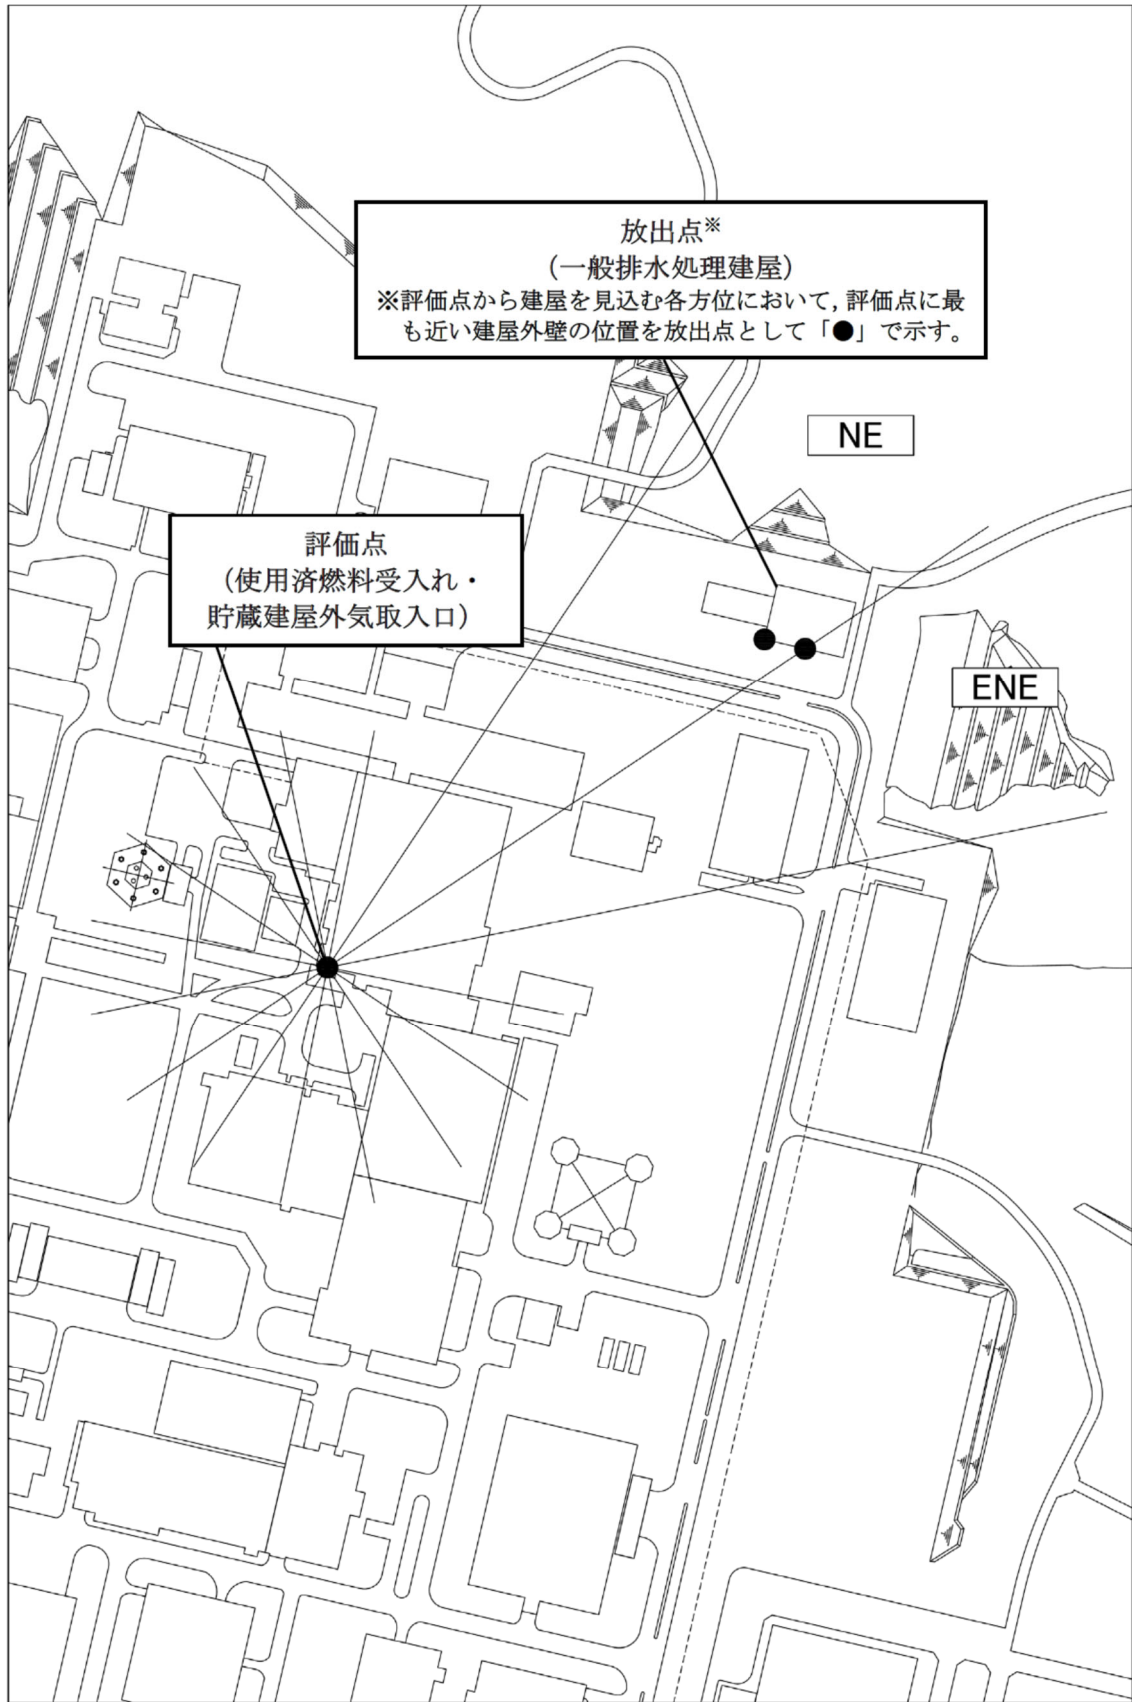 放出点※
（一般排水処理建屋）
※評価点から建屋を見込む各方位において，評価点に最
も近い建屋外壁の位置を放出点として「●」で示す。
NE
評価点
（使用済燃料受入れ・
貯蔵建屋外気取入口）
ENE